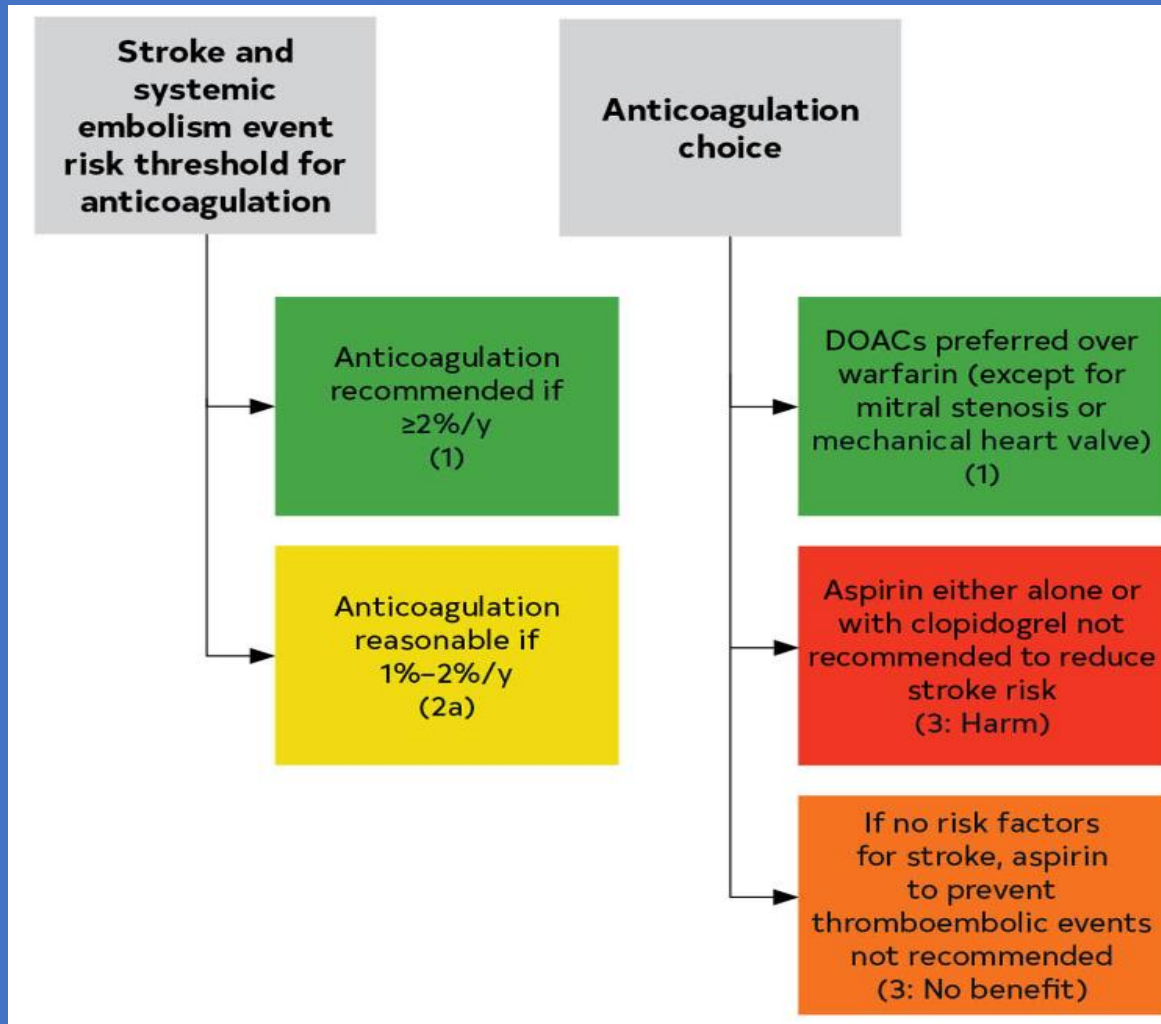 Stroke and
systemic
embolism event
risk threshold for
anticoagulation
Anticoagulation
recommended if
≥2%/y
(1)
Anticoagulation
reasonable if
1%–2%/y
(2a)
Anticoagulation
choice
DOACs preferred over
warfarin (except for
mitral stenosis or
mechanical heart valve)
(1)
Aspirin either alone or
with clopidogrel not
recommended to reduce
stroke risk
(3: Harm)
If no risk factors
for stroke, aspirin
to prevent
thromboembolic events
not recommended
(3: No benefit)